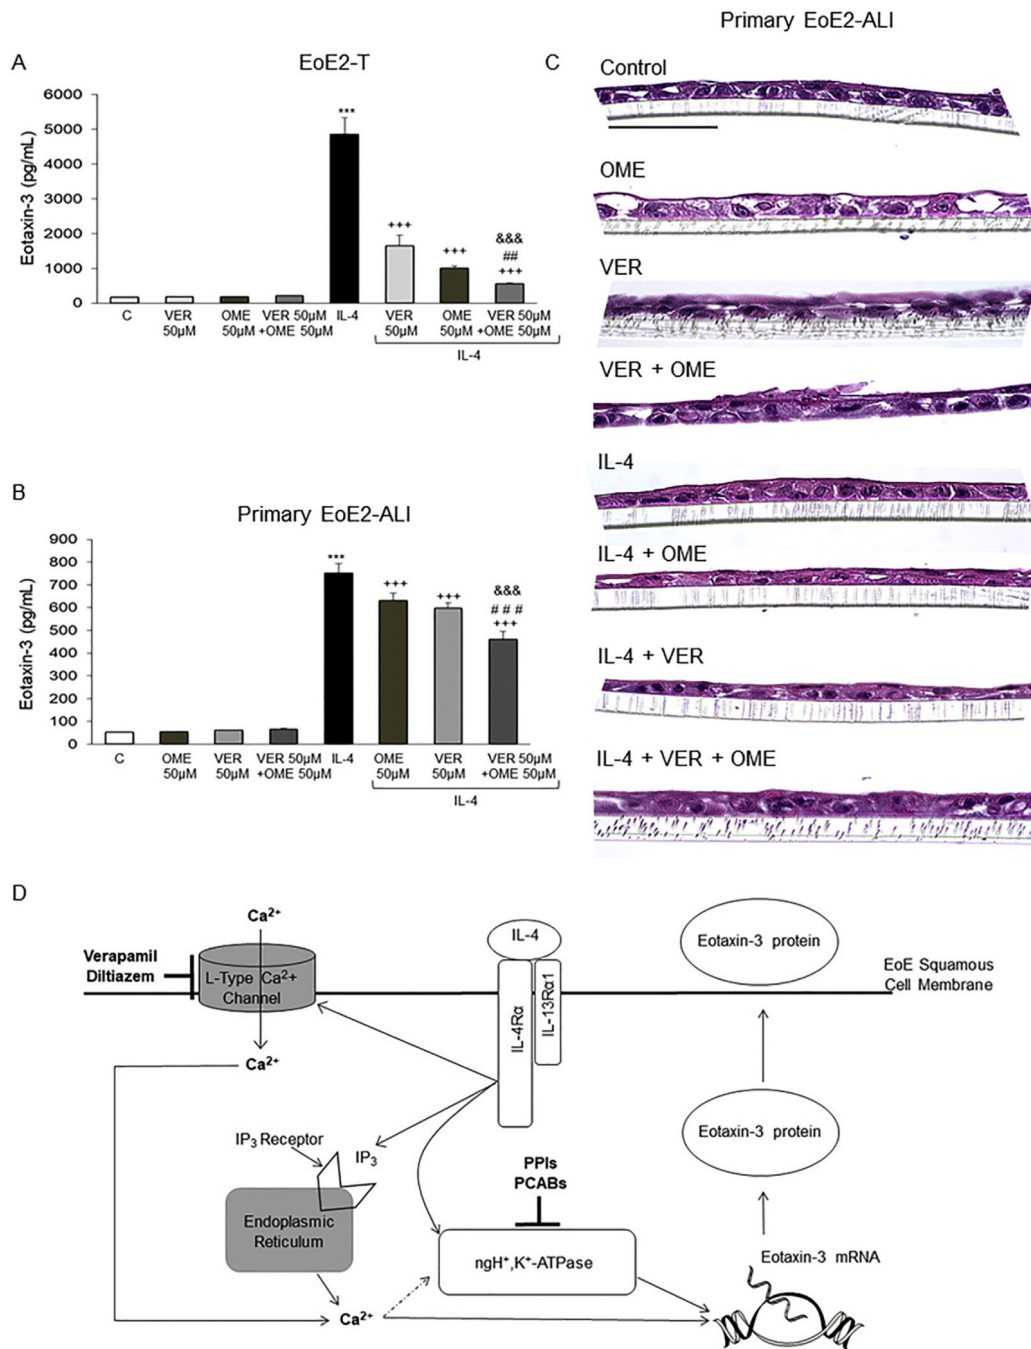 A
EoE2-T
6000
5000
4000
3000
2000
1000
0
Eotaxin-3 (pg/mL)
***
+++
+++
&&&
##
+++
C
VER
50µM
OME
50µM
VER 50µM
+OME 50µM
IL-4
VER
50µM
OME
50µM
VER 50µM
+OME 50µM
IL-4
B
Primary EoE2-ALI
900
800
700
600
500
400
300
200
100
0
Eotaxin-3 (pg/mL)
***
+++
+++
&&&
# # #
+++
C
OME
50µM
VER
50µM
VER 50µM
+OME 50µM
IL-4
OME
50µM
VER
50µM
VER 50µM
+OME 50µM
IL-4
Primary EoE2-ALI
C
Control
OME
VER
VER + OME
IL-4
IL-4 + OME
IL-4 + VER
IL-4 + VER + OME
D
Ca²⁺
Verapamil
Diltiazem
L-Type Ca²⁺
Channel
Ca²⁺
IL-4
IL-4Rα
IL-13Rα1
Eotaxin-3 protein
EoE Squamous
Cell Membrane
IP₃ Receptor
IP₃
Endoplasmic
Reticulum
Ca²⁺
PPIs
PCABs
ngH⁺,K⁺-ATPase
Eotaxin-3 protein
Eotaxin-3 mRNA